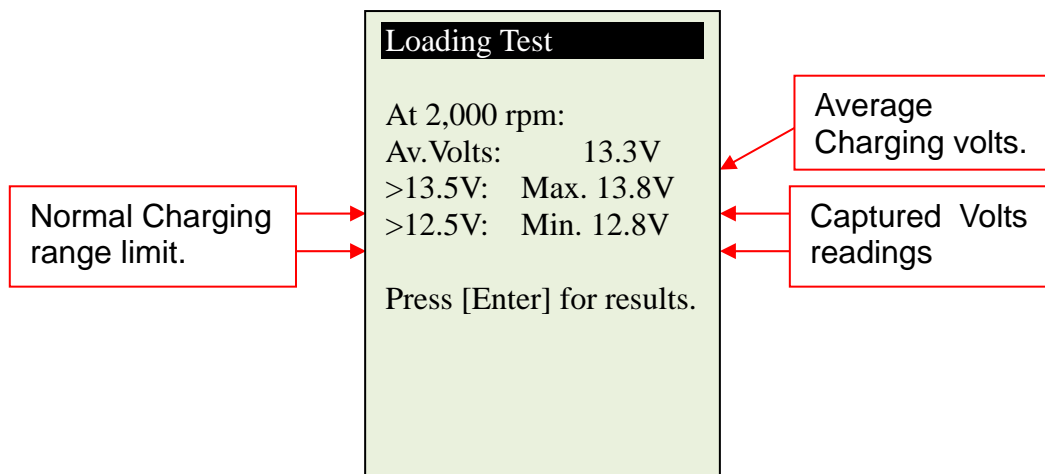 Loading Test
At 2,000 rpm:
Av.Volts: 13.3V
>13.5V: Max. 13.8V
>12.5V: Min. 12.8V
Press [Enter] for results.
Normal Charging
range limit.
Average
Charging volts.
Captured Volts
readings